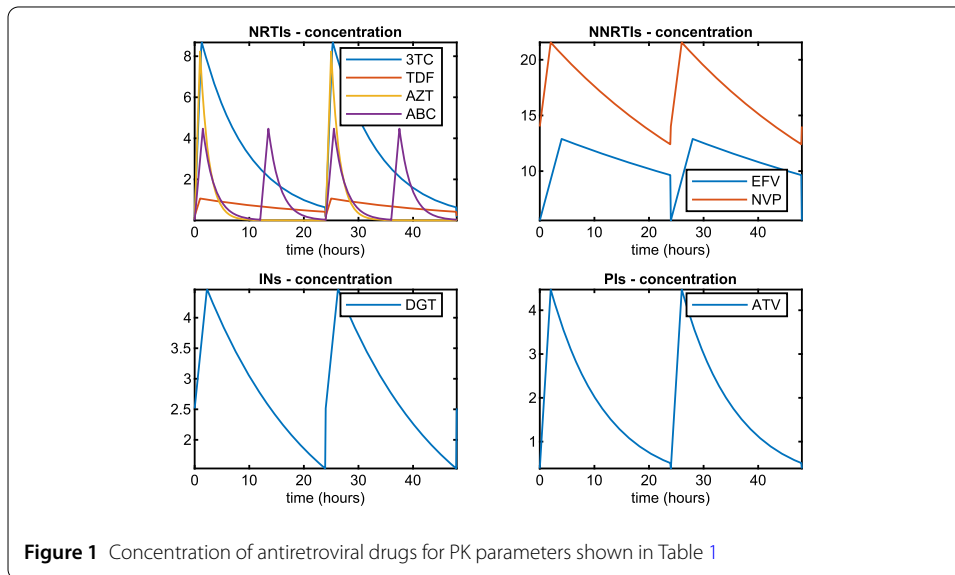 NRTIs - concentration
8
6
4
2
3TC
TDF
AZT
ABC
0 10 20 30 40
time (hours)
NNRTIs - concentration
20
15
10
EFV
NVP
0 10 20 30 40
time (hours)
INs - concentration
4
3.5
3
2.5
2
DGT
0 10 20 30 40
time (hours)
PIs - concentration
4
3
2
1
ATV
0 10 20 30 40
time (hours)
Figure 1 Concentration of antiretroviral drugs for PK parameters shown in Table 1